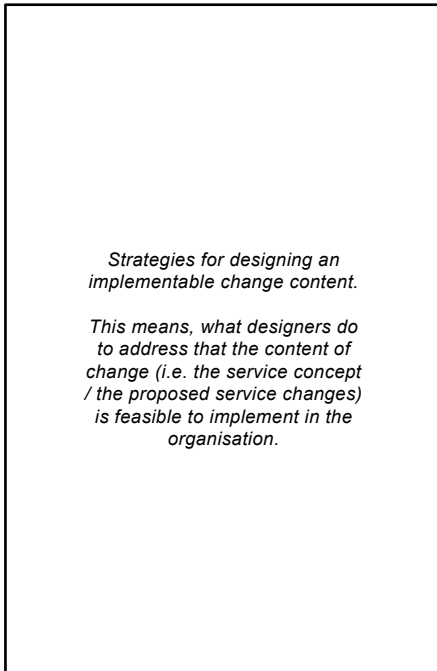 Strategies for designing an
implementable change content.
This means, what designers do
to address that the content of
change (i.e. the service concept
/ the proposed service changes)
is feasible to implement in the
organisation.